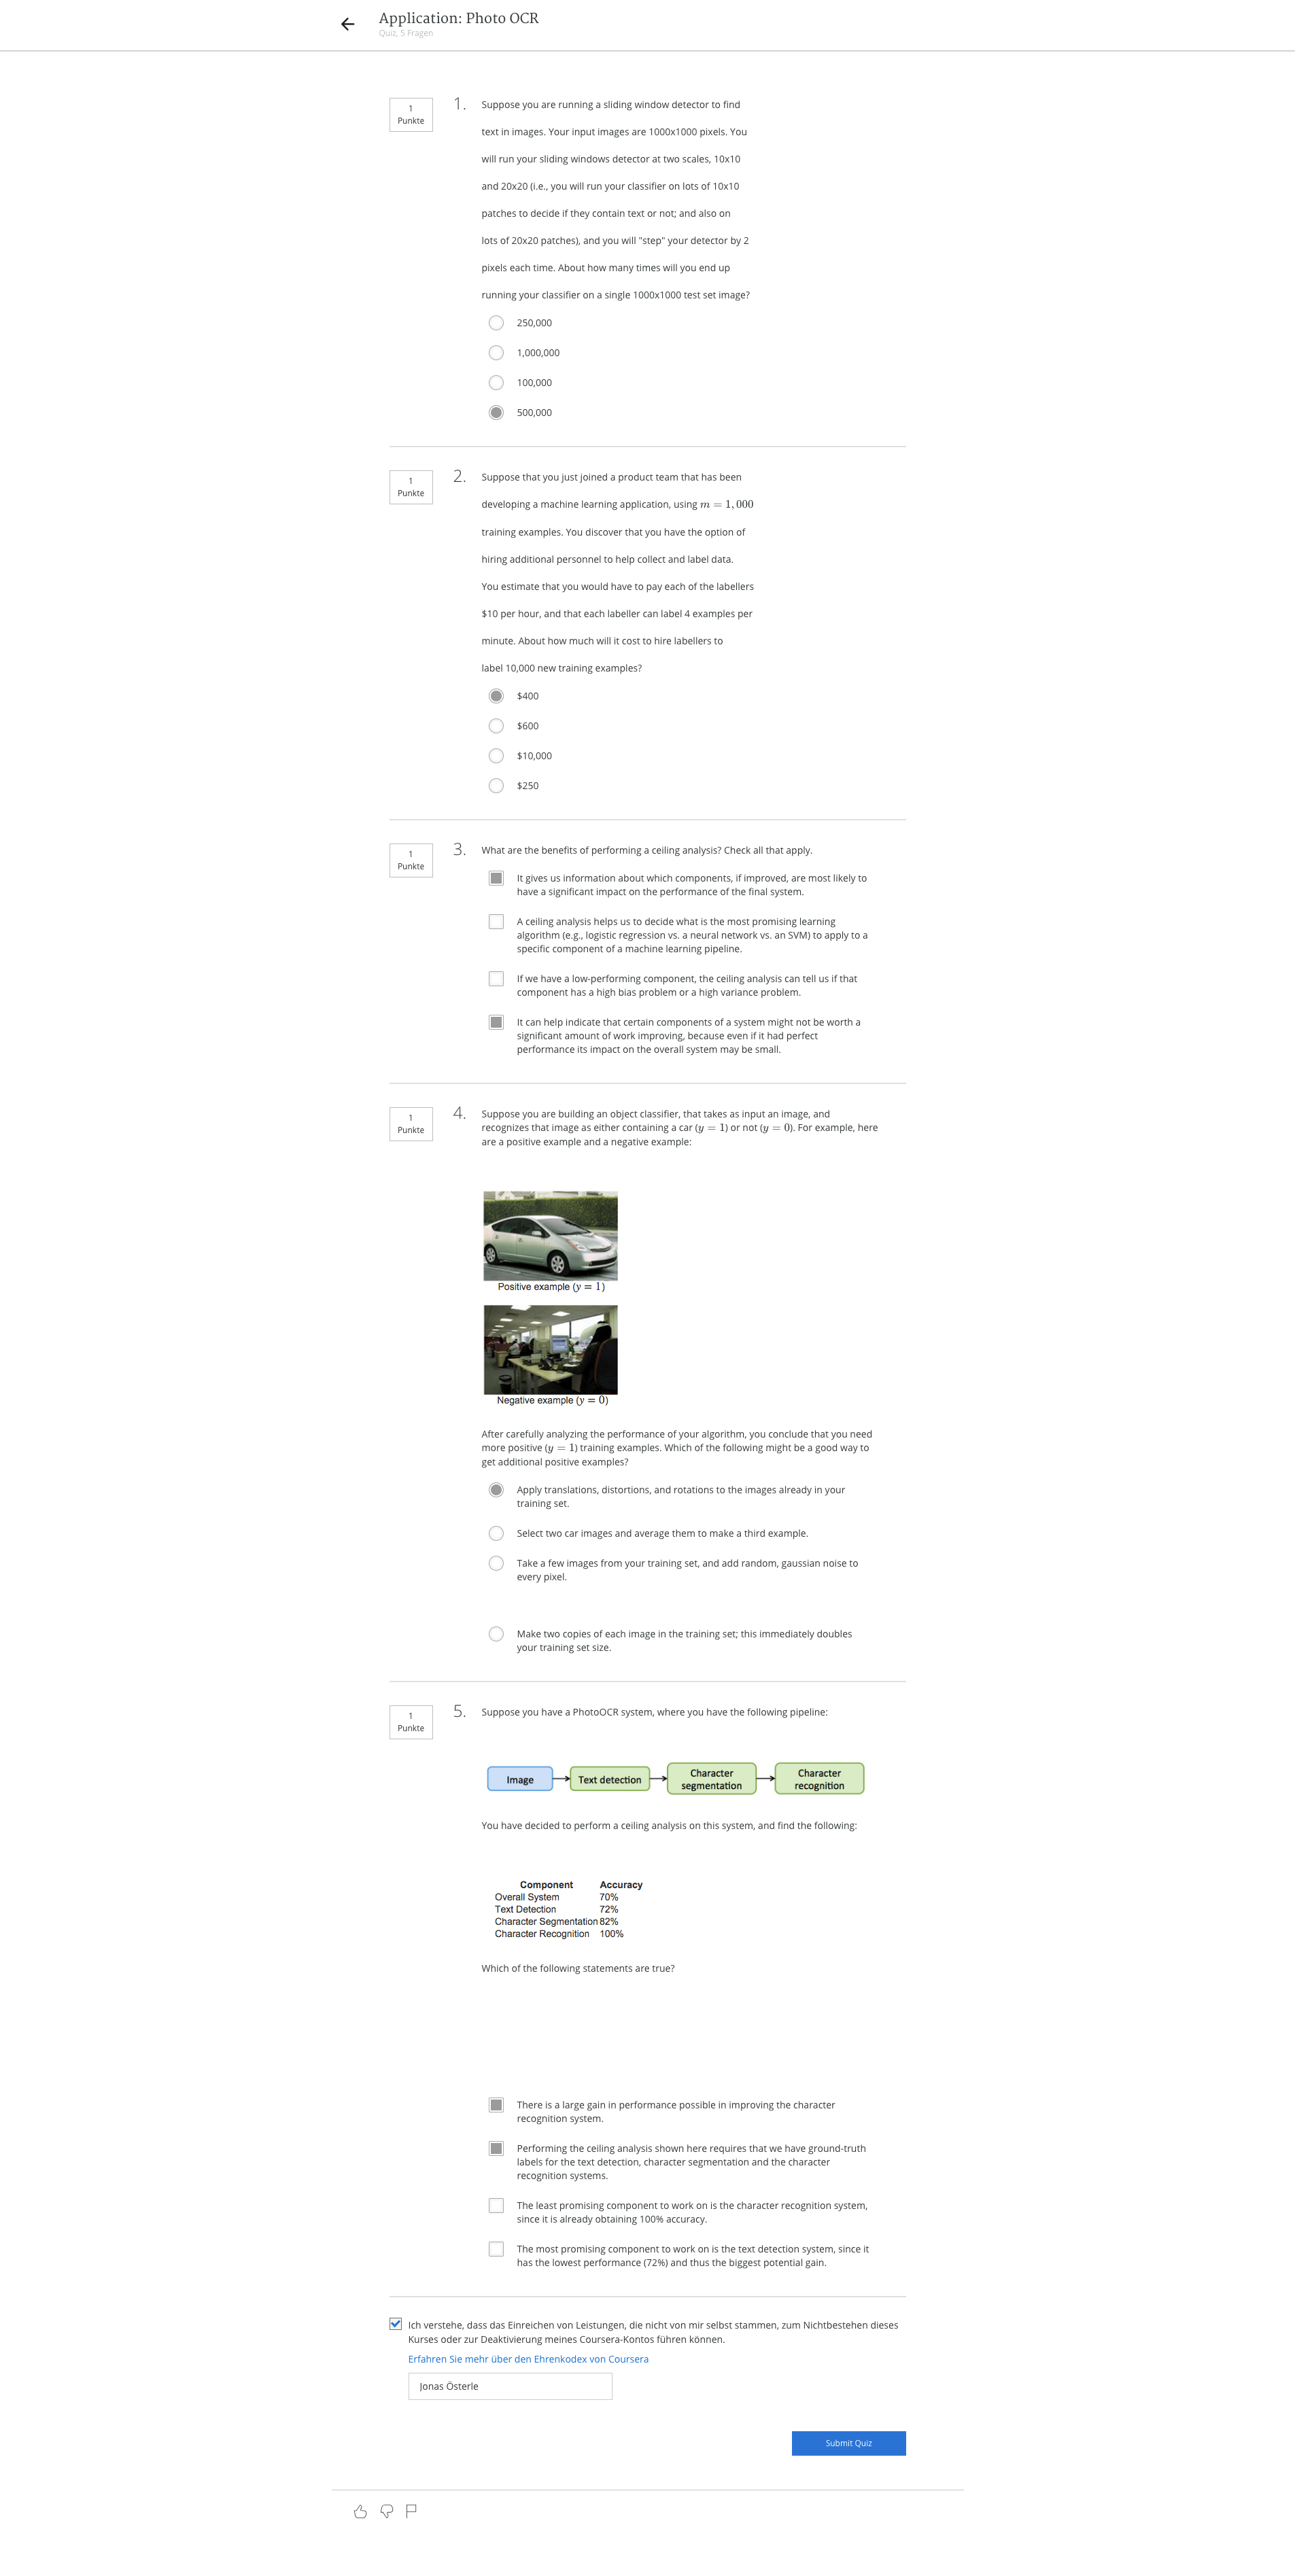 Application: Photo OCR
Quiz, 5 Fragen
1
Punkte
1.
Suppose you are running a sliding window detector to find
text in images. Your input images are 1000x1000 pixels. You
will run your sliding windows detector at two scales, 10x10
and 20x20 (i.e., you will run your classifier on lots of 10x10
patches to decide if they contain text or not; and also on
lots of 20x20 patches), and you will "step" your detector by 2
pixels each time. About how many times will you end up
running your classifier on a single 1000x1000 test set image?
250,000
1,000,000
100,000
500,000
1
Punkte
2.
Suppose that you just joined a product team that has been
developing a machine learning application, using m = 1,000
training examples. You discover that you have the option of
hiring additional personnel to help collect and label data.
You estimate that you would have to pay each of the labellers
$10 per hour, and that each labeller can label 4 examples per
minute. About how much will it cost to hire labellers to
label 10,000 new training examples?
$400
$600
$10,000
$250
1
Punkte
3.
What are the benefits of performing a ceiling analysis? Check all that apply.
It gives us information about which components, if improved, are most likely to
have a significant impact on the performance of the final system.
A ceiling analysis helps us to decide what is the most promising learning
algorithm (e.g., logistic regression vs. a neural network vs. an SVM) to apply to a
specific component of a machine learning pipeline.
If we have a low-performing component, the ceiling analysis can tell us if that
component has a high bias problem or a high variance problem.
It can help indicate that certain components of a system might not be worth a
significant amount of work improving, because even if it had perfect
performance its impact on the overall system may be small.
1
Punkte
4.
Suppose you are building an object classifier, that takes as input an image, and
recognizes that image as either containing a car (y = 1) or not (y = 0). For example, here
are a positive example and a negative example:
Positive example (y = 1)
Negative example (y = 0)
After carefully analyzing the performance of your algorithm, you conclude that you need
more positive (y = 1) training examples. Which of the following might be a good way to
get additional positive examples?
Apply translations, distortions, and rotations to the images already in your
training set.
Select two car images and average them to make a third example.
Take a few images from your training set, and add random, gaussian noise to
every pixel.
Make two copies of each image in the training set; this immediately doubles
your training set size.
1
Punkte
5.
Suppose you have a PhotoOCR system, where you have the following pipeline:
Image
Text detection
Character
segmentation
Character
recognition
You have decided to perform a ceiling analysis on this system, and find the following:
Component Accuracy
Overall System 70%
Text Detection 72%
Character Segmentation 82%
Character Recognition 100%
Which of the following statements are true?
There is a large gain in performance possible in improving the character
recognition system.
Performing the ceiling analysis shown here requires that we have ground-truth
labels for the text detection, character segmentation and the character
recognition systems.
The least promising component to work on is the character recognition system,
since it is already obtaining 100% accuracy.
The most promising component to work on is the text detection system, since it
has the lowest performance (72%) and thus the biggest potential gain.
Ich verstehe, dass das Einreichen von Leistungen, die nicht von mir selbst stammen, zum Nichtbestehen dieses
Kurses oder zur Deaktivierung meines Coursera-Kontos führen können.
Erfahren Sie mehr über den Ehrenkodex von Coursera
Jonas Österle
Submit Quiz